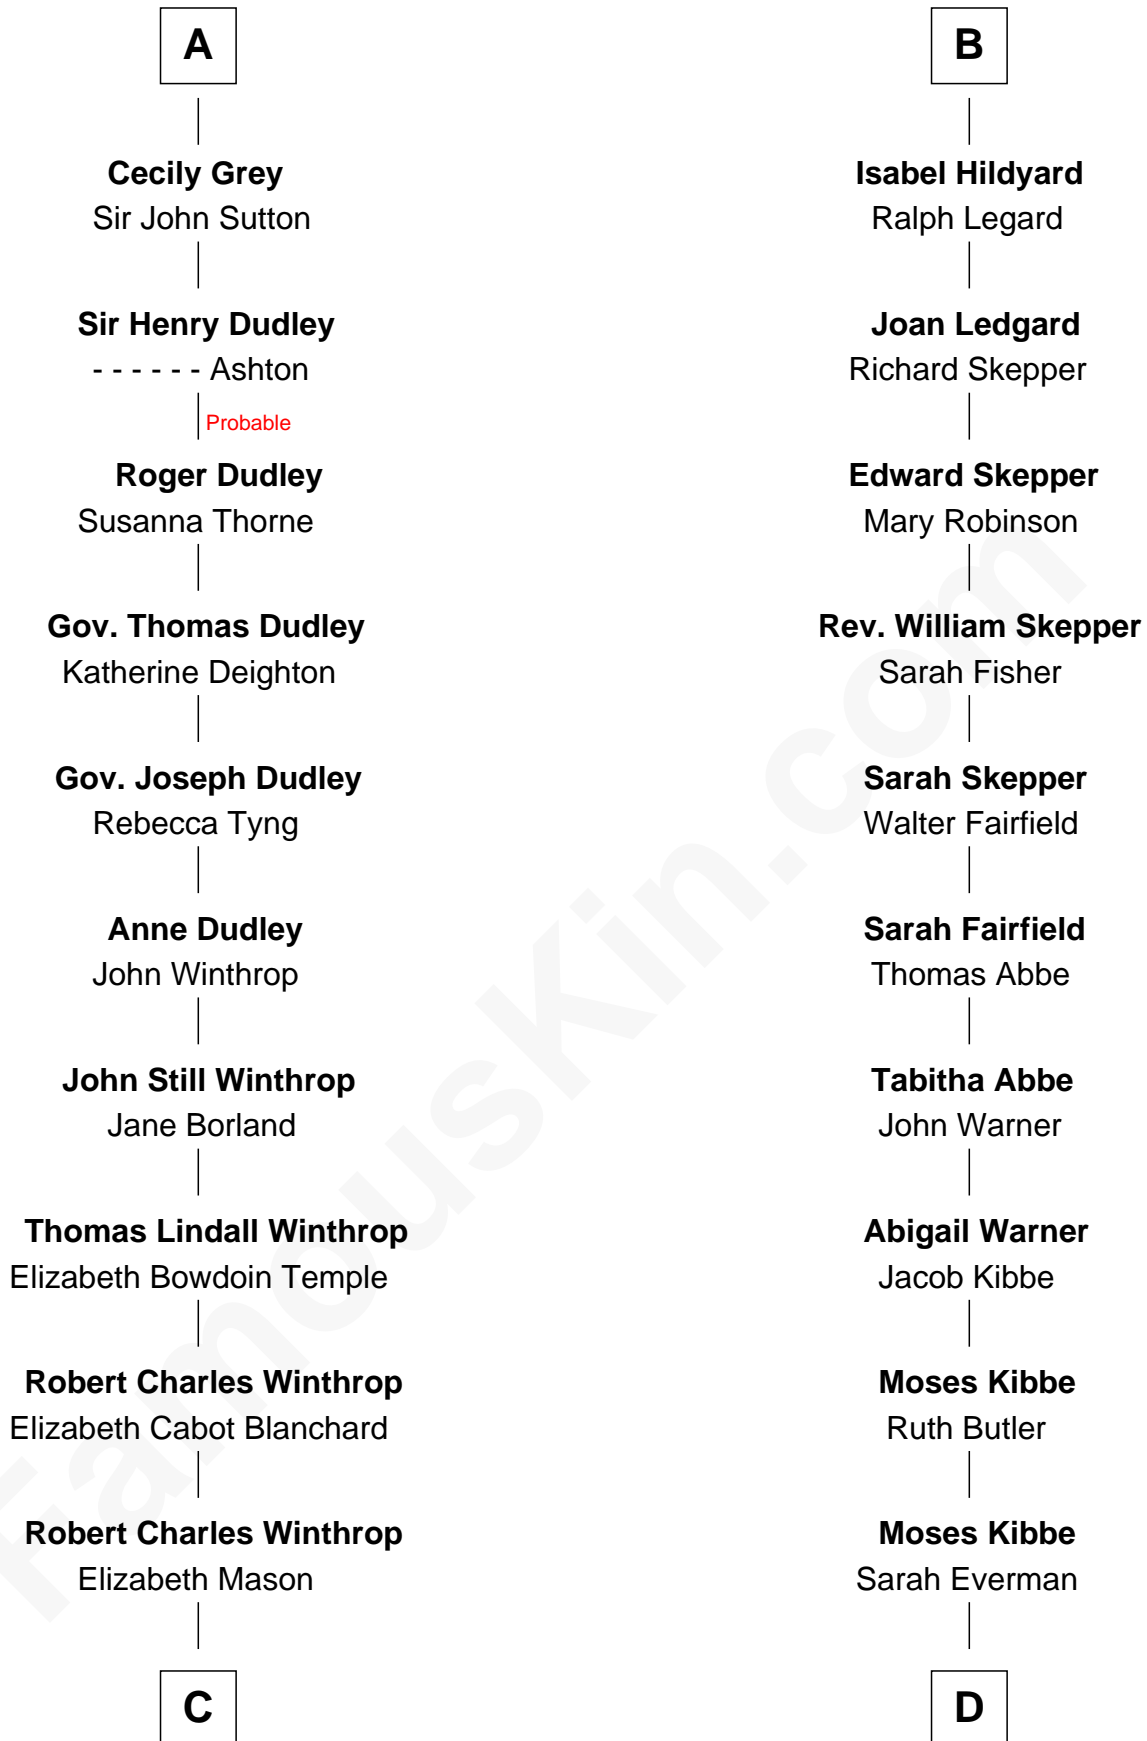 A
Cecily Grey
Sir John Sutton
Sir Henry Dudley
- - - - - - Ashton
Probable
Roger Dudley
Susanna Thorne
Gov. Thomas Dudley
Katherine Deighton
Gov. Joseph Dudley
Rebecca Tyng
Anne Dudley
John Winthrop
John Still Winthrop
Jane Borland
Thomas Lindall Winthrop
Elizabeth Bowdoin Temple
Robert Charles Winthrop
Elizabeth Cabot Blanchard
Robert Charles Winthrop
Elizabeth Mason
C
B
Isabel Hildyard
Ralph Legard
Joan Ledgard
Richard Skepper
Edward Skepper
Mary Robinson
Rev. William Skepper
Sarah Fisher
Sarah Skepper
Walter Fairfield
Sarah Fairfield
Thomas Abbe
Tabitha Abbe
John Warner
Abigail Warner
Jacob Kibbe
Moses Kibbe
Ruth Butler
Moses Kibbe
Sarah Everman
D
FamousKin.com